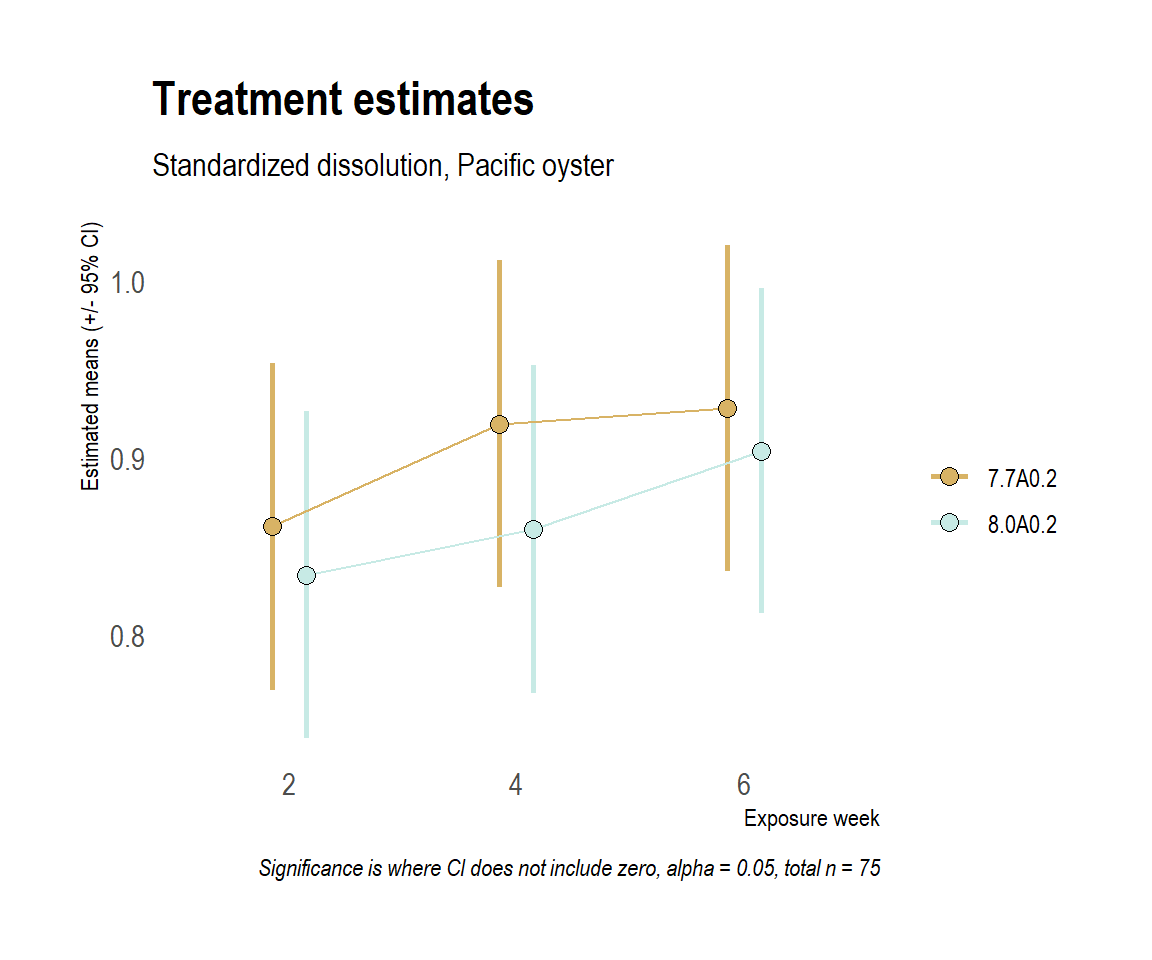 Treatment estimates
Standardized dissolution, Pacific oyster
Estimated means (+/- 95% CI)
1.0
0.9
0.8
2
4
6
Exposure week
7.7A0.2
8.0A0.2
Significance is where CI does not include zero, alpha = 0.05, total n = 75